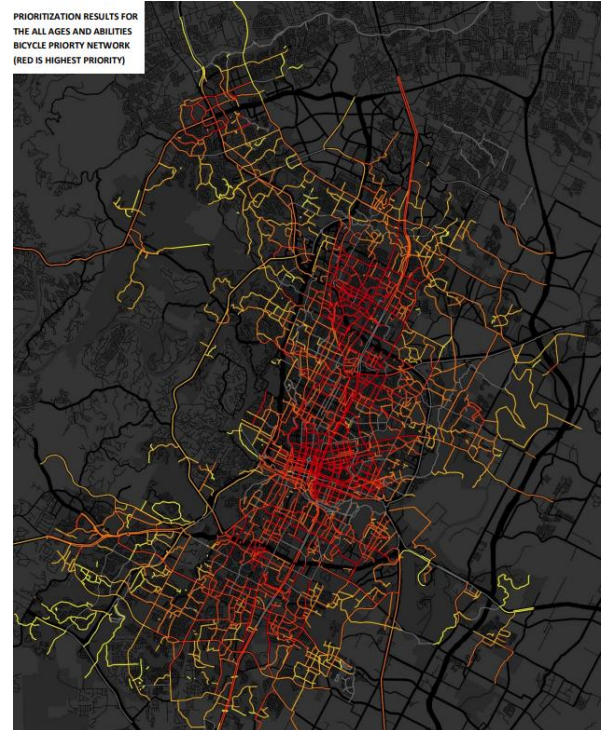 PRIORITIZATION RESULTS FOR
THE ALL AGES AND ABILITIES
BICYCLE PRIORTY NETWORK
(RED IS HIGHEST PRIORITY)